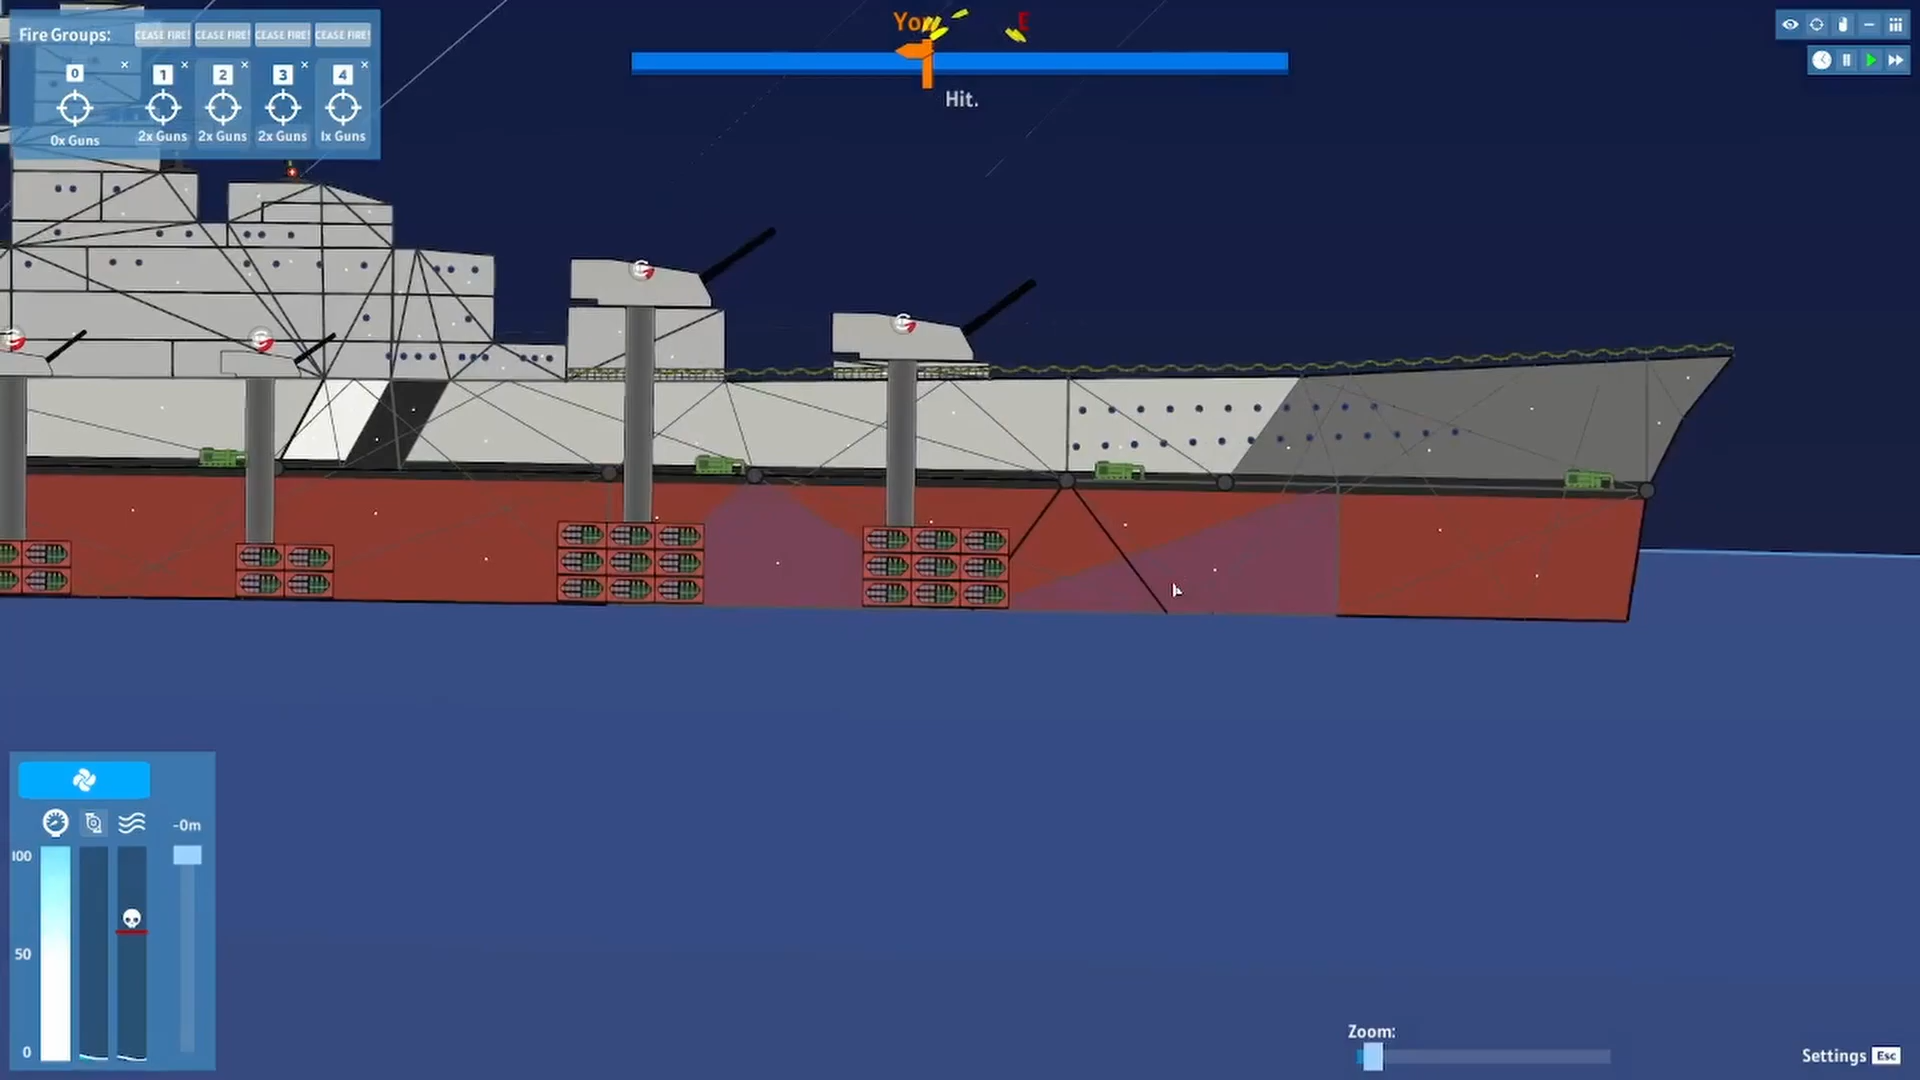 Fire Groups:
CEASE FIRE! CEASE FIRE! CEASE FIRE! CEASE FIRE!
0 1 2 3 4
0x Guns 2x Guns 2x Guns 2x Guns 1x Guns
E
Hit.
-0m
100
50
0
Zoom:
Settings Esc